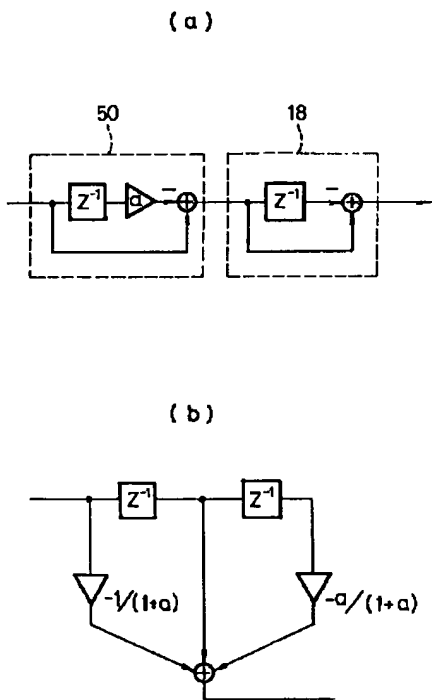 (a)
50
18
Z⁻¹
a
−
+
Z⁻¹
−
+
(b)
Z⁻¹
Z⁻¹
-1/(1+a)
-a/(1+a)
+